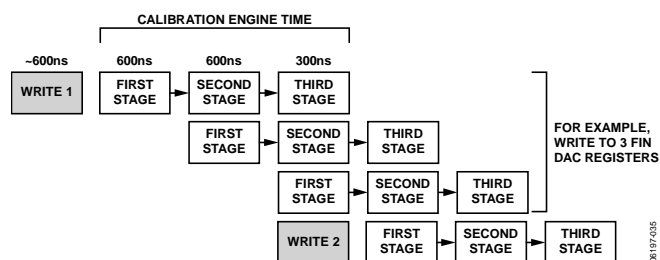 CALIBRATION ENGINE TIME
~600ns 600ns 600ns 300ns
WRITE 1
FIRST
STAGE
SECOND
STAGE
THIRD
STAGE
FIRST
STAGE
SECOND
STAGE
THIRD
STAGE
FOR EXAMPLE,
WRITE TO 3 FIN
DAC REGISTERS
FIRST
STAGE
SECOND
STAGE
THIRD
STAGE
WRITE 2
FIRST
STAGE
SECOND
STAGE
THIRD
STAGE
06197-035